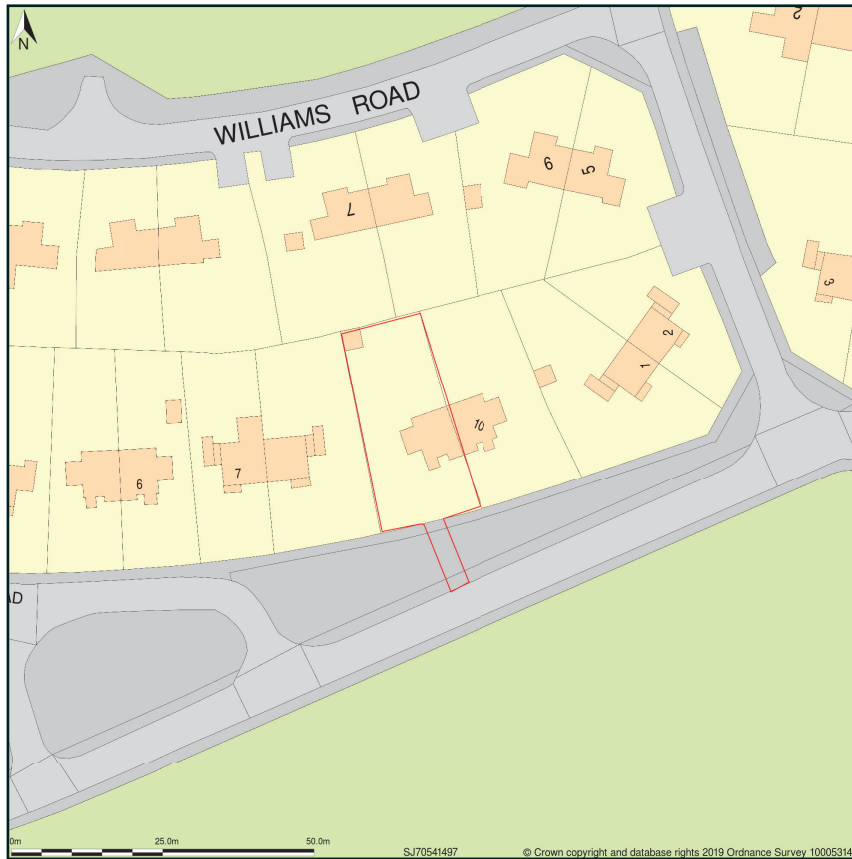 2
N
WILLIAMS ROAD
6
5
7
3
2
1
10
7
6
AD
0m
25.0m
50.0m
SJ70541497
© Crown copyright and database rights 2019 Ordnance Survey 10005314